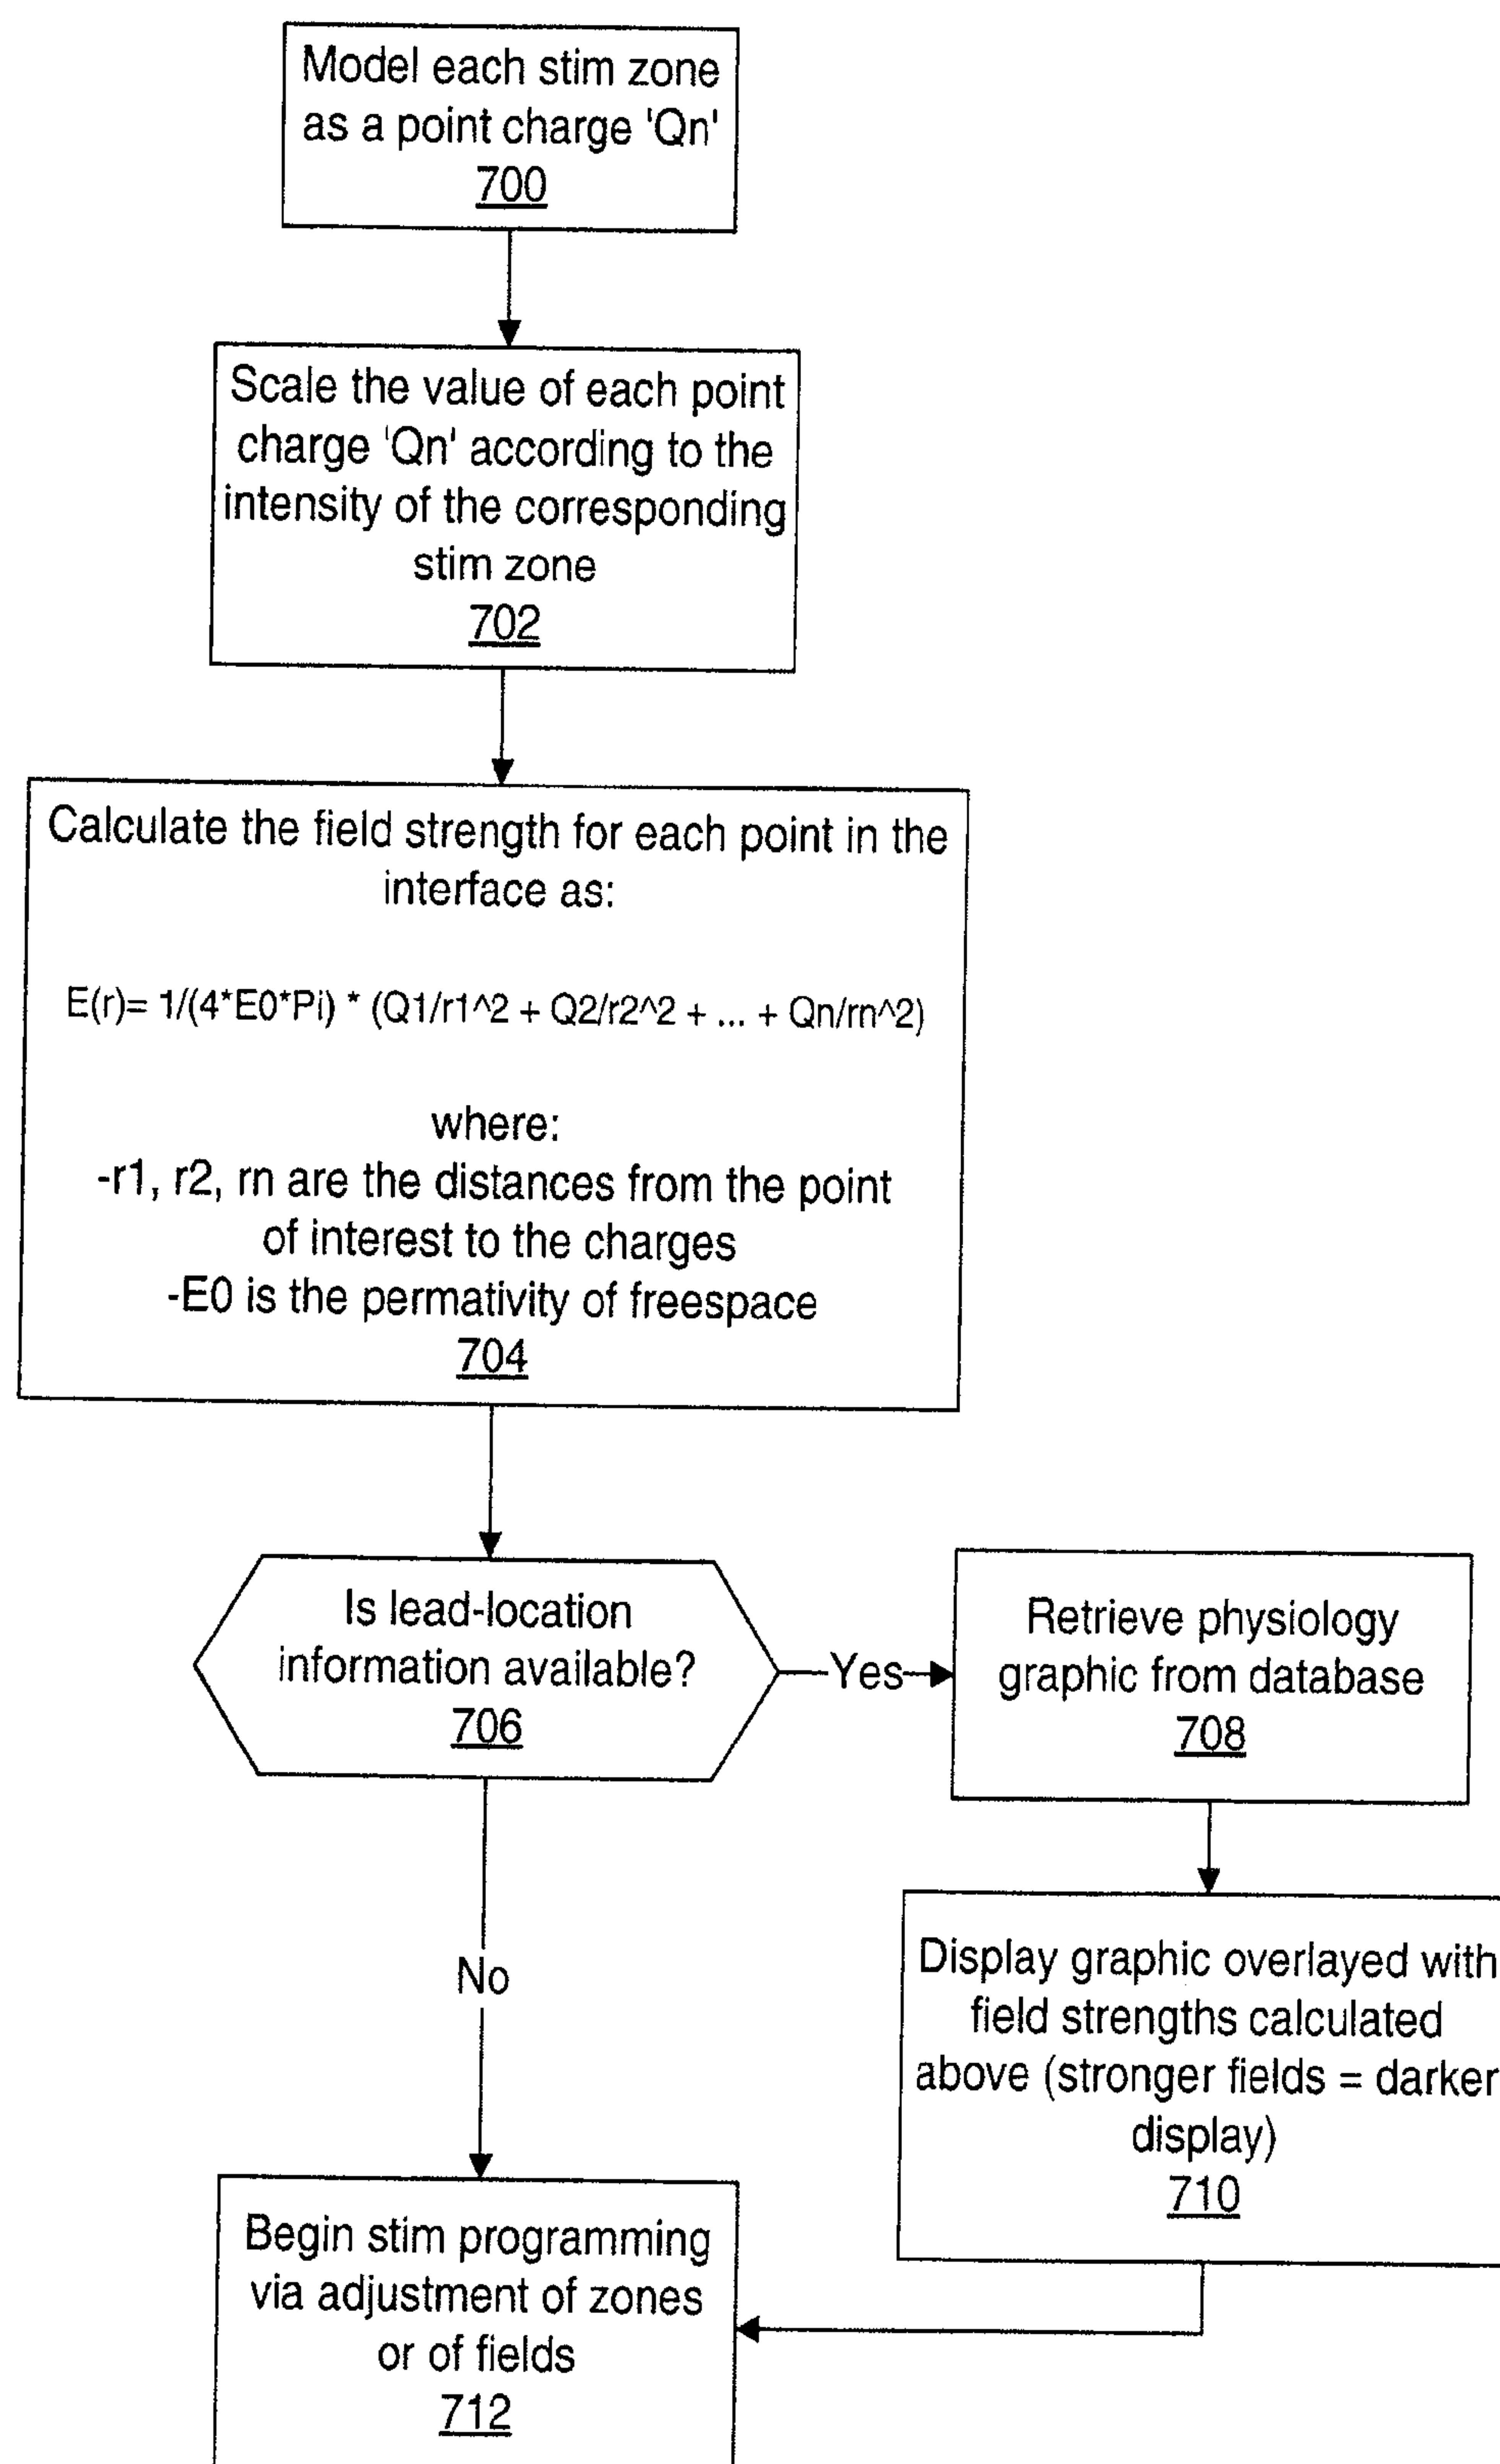 Model each stim zone
as a point charge 'Qn'
700
Scale the value of each point
charge 'Qn' according to the
intensity of the corresponding
stim zone
702
Calculate the field strength for each point in the
interface as:
E(r)= 1/(4*E0*Pi) * (Q1/r1^2 + Q2/r2^2 + ... + Qn/rn^2)
where:
-r1, r2, rn are the distances from the point
of interest to the charges
-E0 is the permativity of freespace
704
Is lead-location
information available?
706
Yes
Retrieve physiology
graphic from database
708
Display graphic overlayed with
field strengths calculated
above (stronger fields = darker
display)
710
No
Begin stim programming
via adjustment of zones
or of fields
712